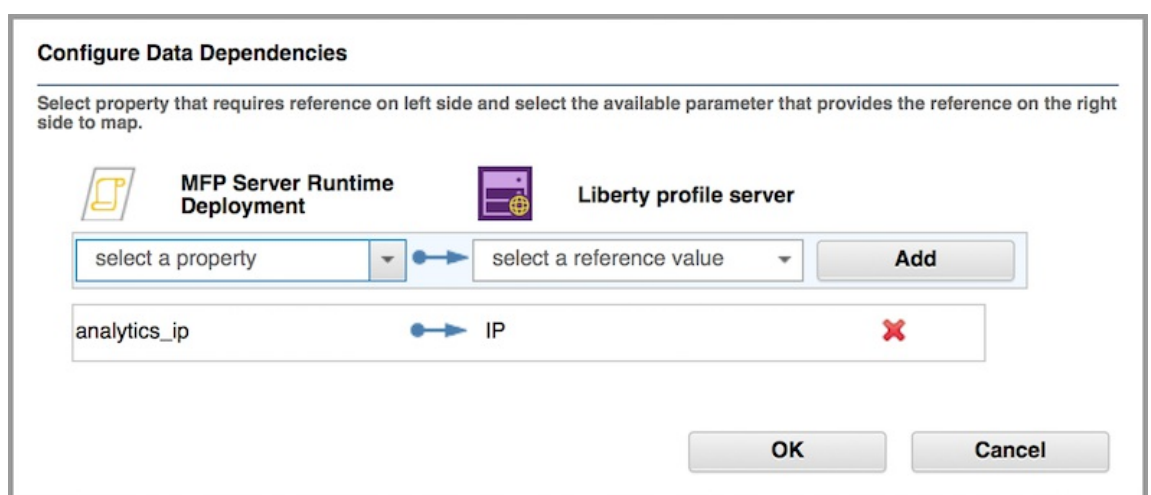 Configure Data Dependencies
Select property that requires reference on left side and select the available parameter that provides the reference on the right
side to map.
MFP Server Runtime
Deployment
Liberty profile server
select a property
select a reference value
Add
analytics_ip
IP
OK
Cancel